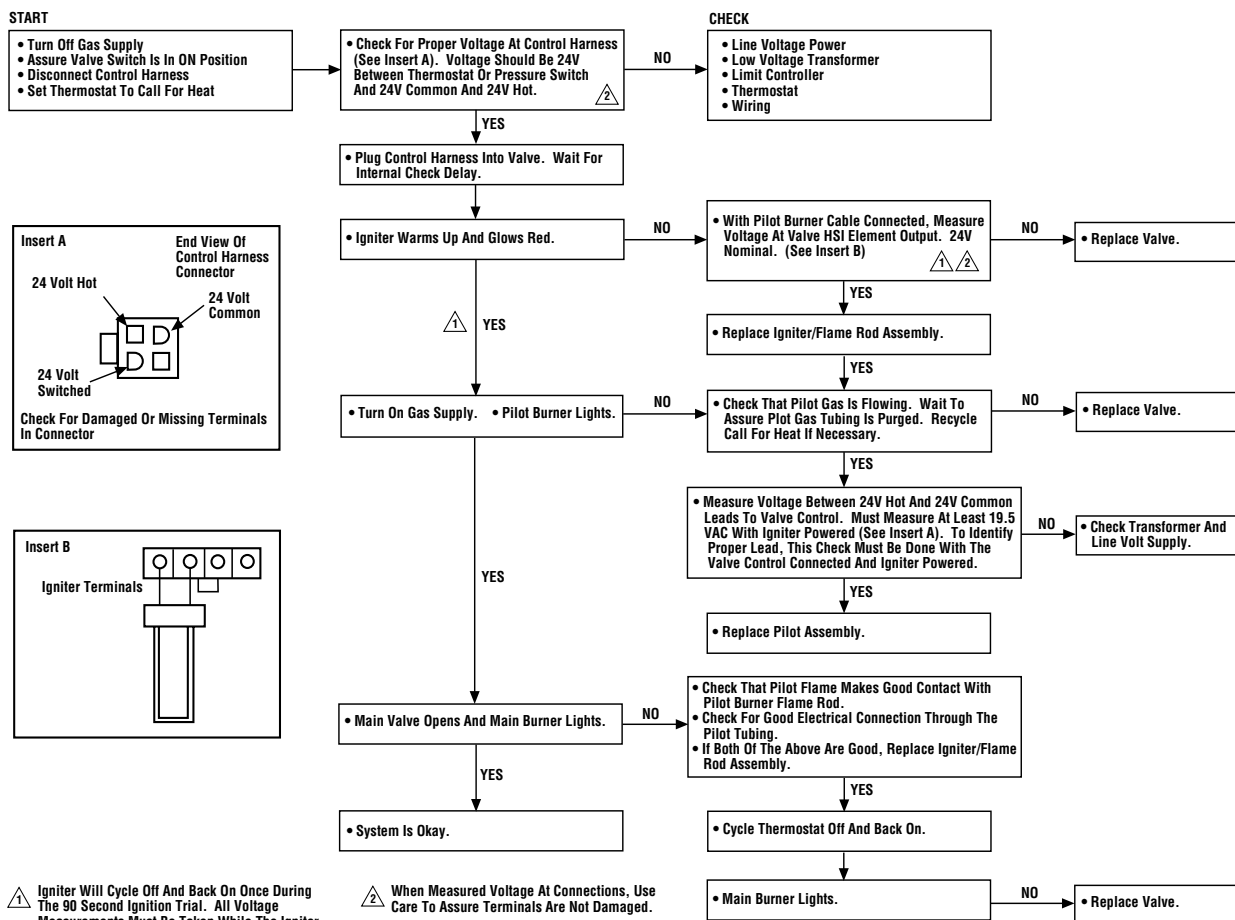 START
• Turn Off Gas Supply
• Assure Valve Switch Is In ON Position
• Disconnect Control Harness
• Set Thermostat To Call For Heat
• Check For Proper Voltage At Control Harness
(See Insert A). Voltage Should Be 24V
Between Thermostat Or Pressure Switch
And 24V Common And 24V Hot.
2
NO
CHECK
• Line Voltage Power
• Low Voltage Transformer
• Limit Controller
• Thermostat
• Wiring
YES
• Plug Control Harness Into Valve. Wait For
Internal Check Delay.
• Igniter Warms Up And Glows Red.
NO
• With Pilot Burner Cable Connected, Measure
Voltage At Valve HSI Element Output. 24V
Nominal. (See Insert B)
1 2
NO
• Replace Valve.
YES
• Replace Igniter/Flame Rod Assembly.
YES
1
YES
• Turn On Gas Supply. • Pilot Burner Lights.
NO
• Check That Pilot Gas Is Flowing. Wait To
Assure Plot Gas Tubing Is Purged. Recycle
Call For Heat If Necessary.
NO
• Replace Valve.
YES
• Measure Voltage Between 24V Hot And 24V Common
Leads To Valve Control. Must Measure At Least 19.5
VAC With Igniter Powered (See Insert A). To Identify
Proper Lead, This Check Must Be Done With The
Valve Control Connected And Igniter Powered.
NO
• Check Transformer And
Line Volt Supply.
YES
• Replace Pilot Assembly.
YES
• Main Valve Opens And Main Burner Lights.
NO
• Check That Pilot Flame Makes Good Contact With
Pilot Burner Flame Rod.
• Check For Good Electrical Connection Through The
Pilot Tubing.
• If Both Of The Above Are Good, Replace Igniter/Flame
Rod Assembly.
YES
• System Is Okay.
YES
• Cycle Thermostat Off And Back On.
• Main Burner Lights.
NO
• Replace Valve.
Insert A
End View Of
Control Harness
Connector
24 Volt Hot
24 Volt
Common
24 Volt
Switched
Check For Damaged Or Missing Terminals
In Connector
Insert B
Igniter Terminals
1 Igniter Will Cycle Off And Back On Once During
The 90 Second Ignition Trial. All Voltage
Measurements Must Be Taken While The Igniter
2 When Measured Voltage At Connections, Use
Care To Assure Terminals Are Not Damaged.